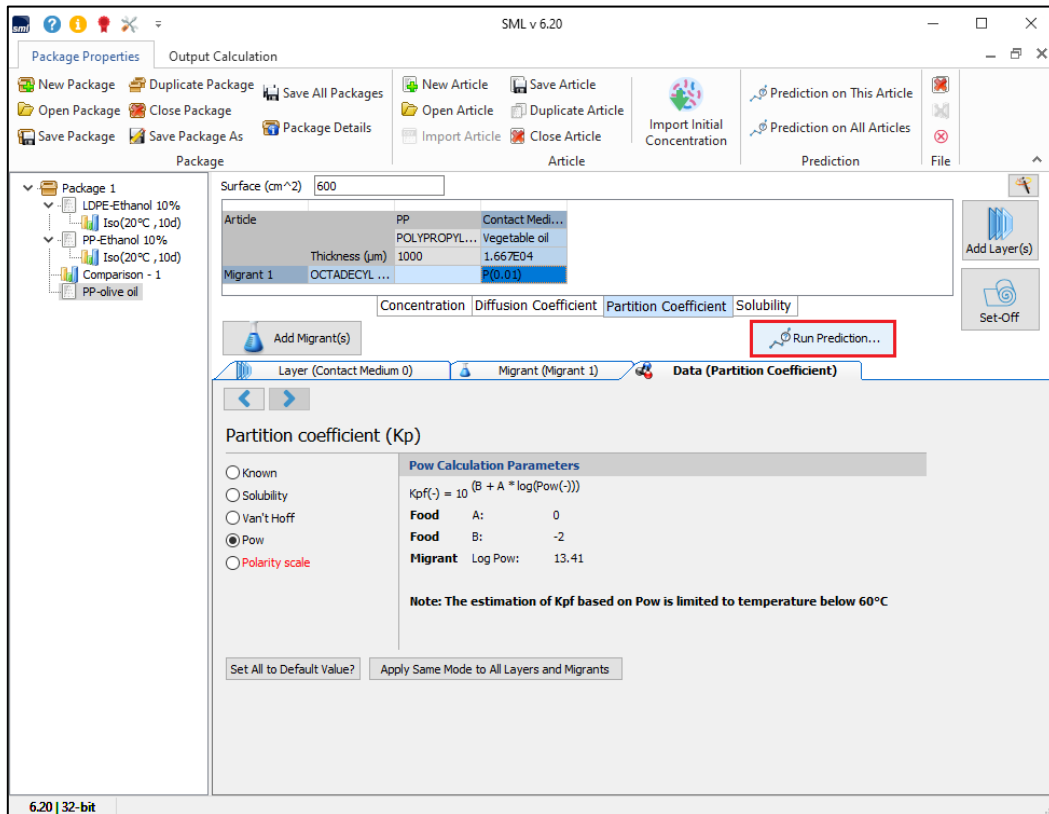 sml
SML v 6.20
Package Properties Output Calculation
New Package Duplicate Package Save All Packages
Open Package Close Package
Save Package Save Package As Package Details
Package
New Article Save Article
Open Article Duplicate Article
Import Article Close Article
Import Initial
Concentration
Article
Prediction on This Article
Prediction on All Articles
Prediction
File
Package 1
LDPE-Ethanol 10%
Iso(20°C ,10d)
PP-Ethanol 10%
Iso(20°C ,10d)
Comparison - 1
PP-olive oil
Surface (cm^2) 600
Article PP Contact Medi...
POLYPROPYL... Vegetable oil
Thickness (µm) 1000 1.667E04
Migrant 1 OCTADECYL ... P(0.01)
Add Layer(s)
Set-Off
Concentration Diffusion Coefficient Partition Coefficient Solubility
Add Migrant(s) Run Prediction...
Layer (Contact Medium 0) Migrant (Migrant 1) Data (Partition Coefficient)
Partition coefficient (Kp)
Known
Solubility
Van't Hoff
Pow
Polarity scale
Pow Calculation Parameters
Kpf(-) = 10 (B + A * log(Pow(-)))
Food A: 0
Food B: -2
Migrant Log Pow: 13.41
Note: The estimation of Kpf based on Pow is limited to temperature below 60°C
Set All to Default Value? Apply Same Mode to All Layers and Migrants
6.20 | 32-bit